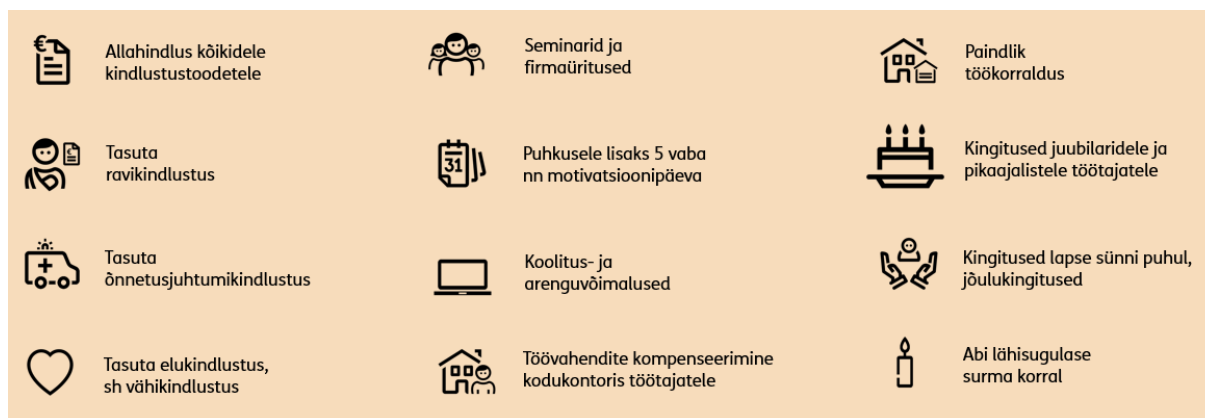 Allahindlus kõikidele
kindlustustoodetele
Tasuta
ravikindlustus
Tasuta
õnnetusjuhtumikindlustus
Tasuta elukindlustus,
sh vähikindlustus
Seminarid ja
firmaüritused
31
Puhkusele lisaks 5 vaba
nn motivatsioonipäeva
Koolitus- ja
arenguvõimalused
Töövahendite kompenseerimine
kodukontoris töötajatele
Paindlik
töökorraldus
Kingitused juubilaridele ja
pikaajalistele töötajatele
Kingitused lapse sünni puhul,
jõulukingitused
Abi lähisugulase
surma korral